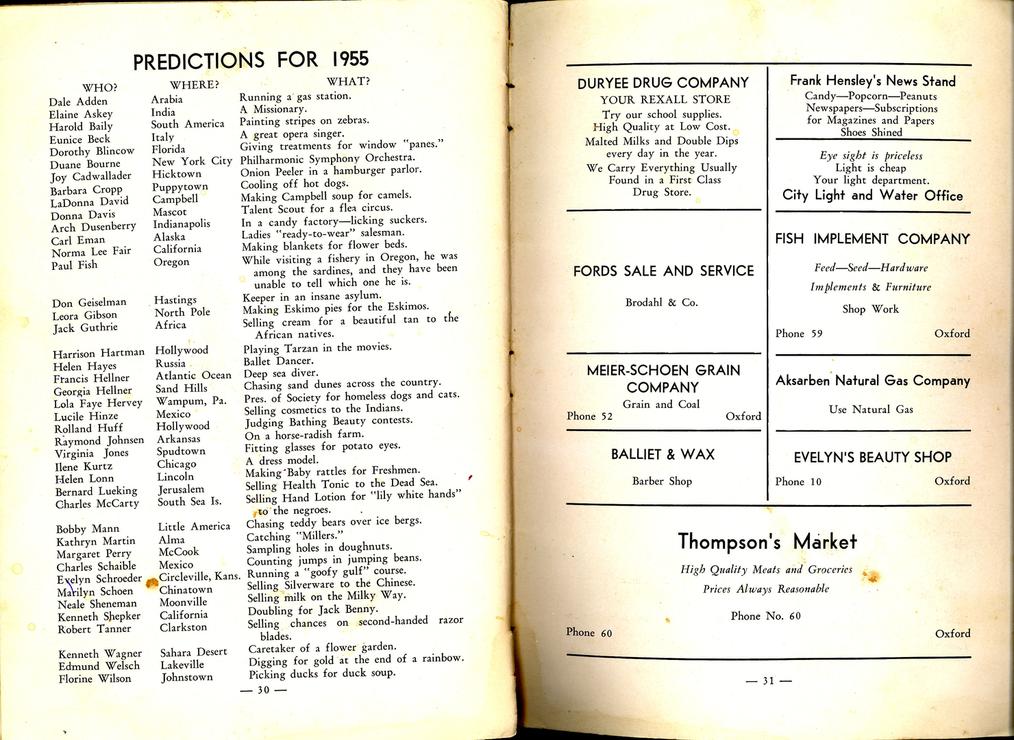 PREDICTIONS FOR 1955
WHO? WHERE? WHAT?
Dale Adden Arabia Running a gas station.
Elaine Askey India A Missionary.
Harold Baily South America Painting stripes on zebras.
Eunice Beck Italy A great opera singer.
Dorothy Blincow Florida Giving treatments for window "panes."
Duane Bourne New York City Philharmonic Symphony Orchestra.
Joy Cadwallader Hicktown Onion Peeler in a hamburger parlor.
Barbara Cropp Puppytown Cooling off hot dogs.
LaDonna David Campbell Making Campbell soup for camels.
Donna Davis Mascot Talent Scout for a flea circus.
Arch Dusenberry Indianapolis In a candy factory—licking suckers.
Carl Eman Alaska Ladies "ready-to-wear" salesman.
Norma Lee Fair California Making blankets for flower beds.
Paul Fish Oregon While visiting a fishery in Oregon, he was
among the sardines, and they have been
unable to tell which one he is.
Don Geiselman Hastings Keeper in an insane asylum.
Leora Gibson North Pole Making Eskimo pies for the Eskimos.
Jack Guthrie Africa Selling cream for a beautiful tan to the
African natives.
Harrison Hartman Hollywood Playing Tarzan in the movies.
Helen Hayes Russia Ballet Dancer.
Francis Hellner Atlantic Ocean Deep sea diver.
Georgia Hellner Sand Hills Chasing sand dunes across the country.
Lola Faye Hervey Wampum, Pa. Pres. of Society for homeless dogs and cats.
Lucile Hinze Mexico Selling cosmetics to the Indians.
Rolland Huff Hollywood Judging Bathing Beauty contests.
Raymond Johnsen Arkansas On a horse-radish farm.
Virginia Jones Spudtown Fitting glasses for potato eyes.
Ilene Kurtz Chicago A dress model.
Helen Lonn Lincoln Making Baby rattles for Freshmen.
Bernard Lueking Jerusalem Selling Health Tonic to the Dead Sea.
Charles McCarty South Sea Is. Selling Hand Lotion for "lily white hands"
to the negroes.
Bobby Mann Little America Chasing teddy bears over ice bergs.
Kathryn Martin Alma Catching "Millers."
Margaret Perry McCook Sampling holes in doughnuts.
Charles Schaible Mexico Counting jumps in jumping beans.
Evelyn Schroeder Circleville, Kans. Running a "goofy gulf" course.
Marilyn Schoen Chinatown Selling Silverware to the Chinese.
Neale Sheneman Moonville Selling milk on the Milky Way.
Kenneth Shepker California Doubling for Jack Benny.
Robert Tanner Clarkston Selling chances on second-handed razor
blades.
Kenneth Wagner Sahara Desert Caretaker of a flower garden.
Edmund Welsch Lakeville Digging for gold at the end of a rainbow.
Florine Wilson Johnstown Picking ducks for duck soup.
— 30 —
DURYEE DRUG COMPANY
YOUR REXALL STORE
Try our school supplies.
High Quality at Low Cost.
Malted Milks and Double Dips
every day in the year.
We Carry Everything Usually
Found in a First Class
Drug Store.
FORDS SALE AND SERVICE
Brodahl & Co.
MEIER-SCHOEN GRAIN
COMPANY
Grain and Coal
Phone 52 Oxford
BALLIET & WAX
Barber Shop
Frank Hensley's News Stand
Candy—Popcorn—Peanuts
Newspapers—Subscriptions
for Magazines and Papers
Shoes Shined
Eye sight is priceless
Light is cheap
Your light department.
City Light and Water Office
FISH IMPLEMENT COMPANY
Feed—Seed—Hardware
Implements & Furniture
Shop Work
Phone 59 Oxford
Aksarben Natural Gas Company
Use Natural Gas
EVELYN'S BEAUTY SHOP
Phone 10 Oxford
Thompson's Market
High Quality Meats and Groceries
Prices Always Reasonable
Phone No. 60
Phone 60 Oxford
— 31 —